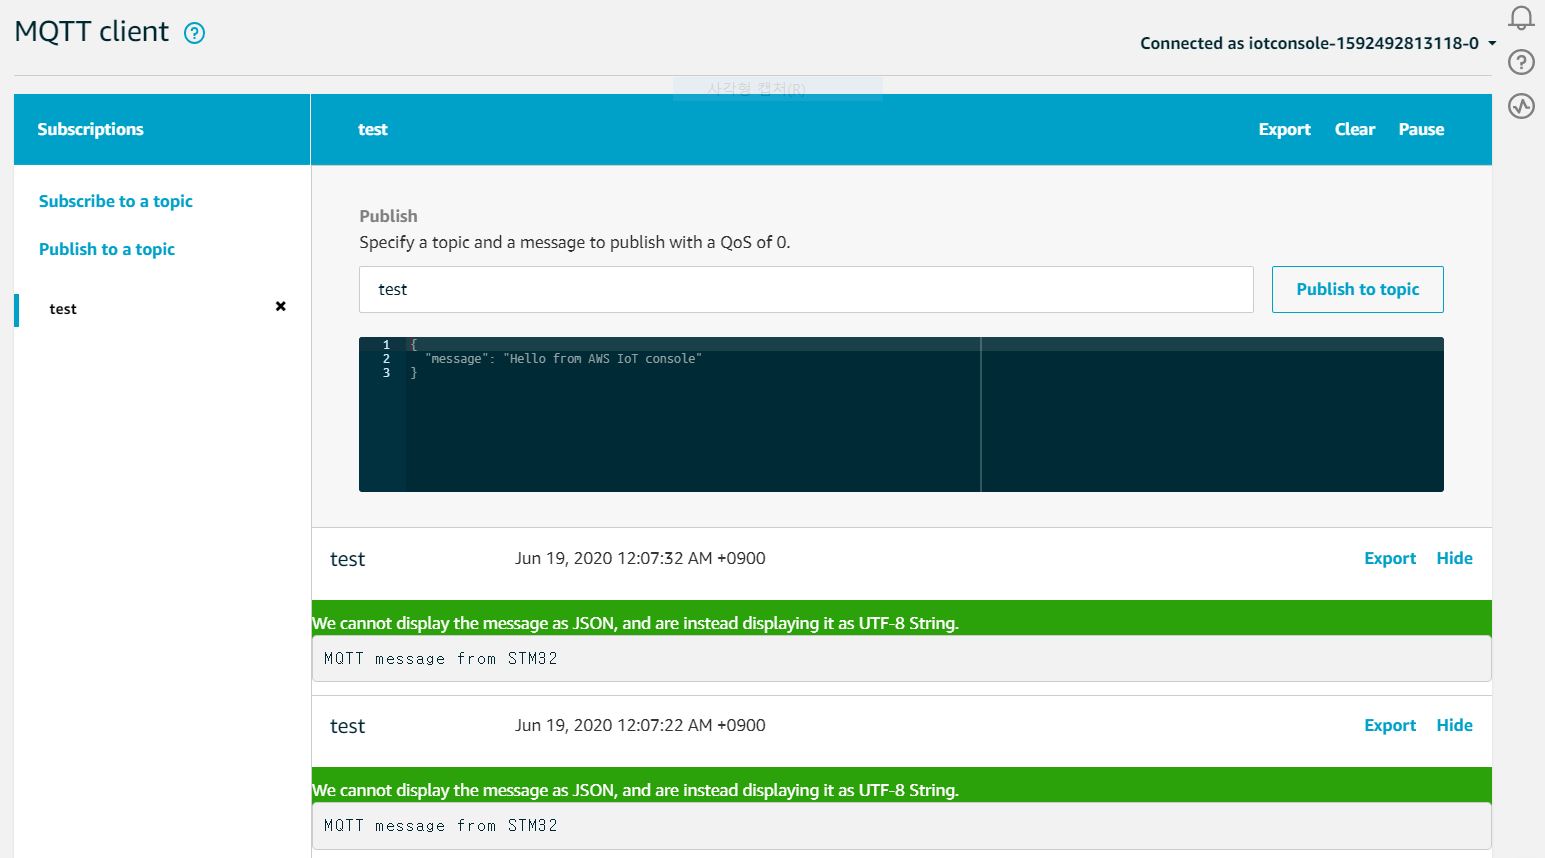 MQTT client ?
Connected as iotconsole-1592492813118-0
사각형 캡처(R)
Subscriptions
test
Export Clear Pause
Subscribe to a topic
Publish to a topic
test
Publish
Specify a topic and a message to publish with a QoS of 0.
test
Publish to topic
1 {
2 "message": "Hello from AWS IoT console"
3 }
test Jun 19, 2020 12:07:32 AM +0900 Export Hide
We cannot display the message as JSON, and are instead displaying it as UTF-8 String.
MQTT message from STM32
test Jun 19, 2020 12:07:22 AM +0900 Export Hide
We cannot display the message as JSON, and are instead displaying it as UTF-8 String.
MQTT message from STM32